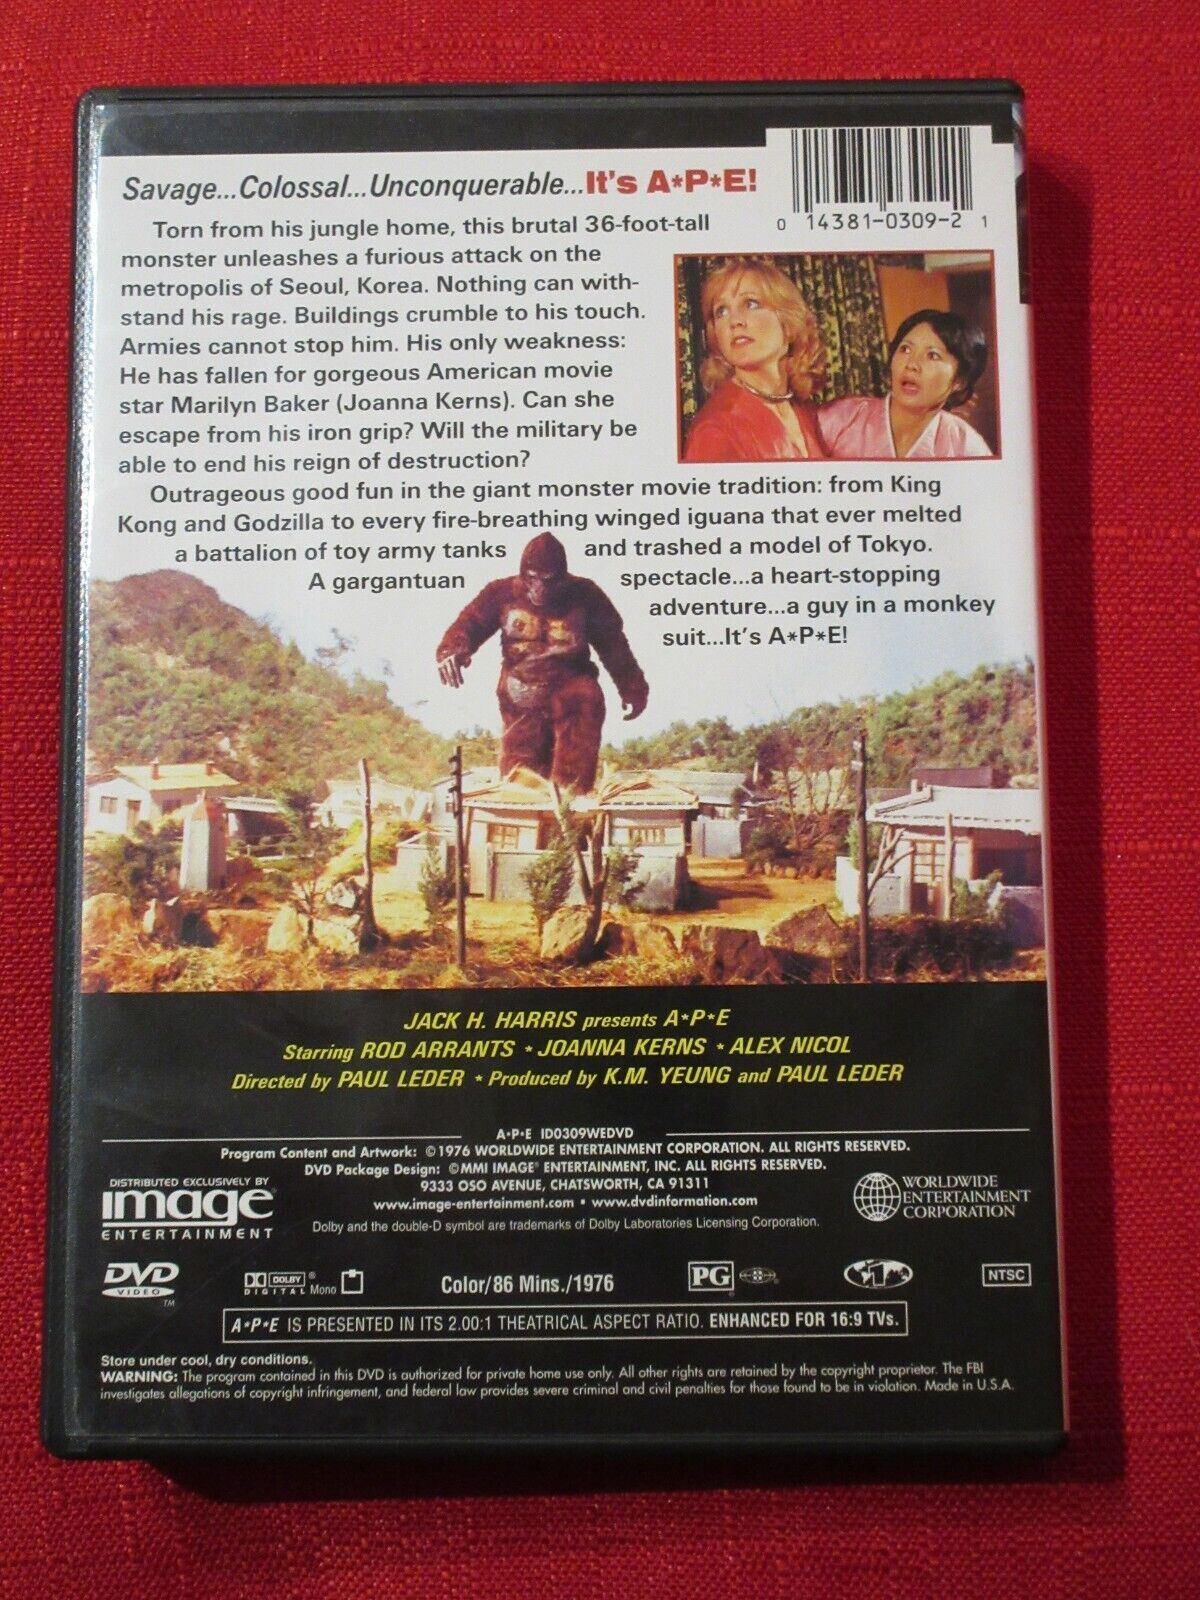 Savage...Colossal...Unconquerable...It's A*P*E!
0 14381-0309-2 1
Torn from his jungle home, this brutal 36-foot-tall
monster unleashes a furious attack on the
metropolis of Seoul, Korea. Nothing can with-
stand his rage. Buildings crumble to his touch.
Armies cannot stop him. His only weakness:
He has fallen for gorgeous American movie
star Marilyn Baker (Joanna Kerns). Can she
escape from his iron grip? Will the military be
able to end his reign of destruction?
Outrageous good fun in the giant monster movie tradition: from King
Kong and Godzilla to every fire-breathing winged iguana that ever melted
a battalion of toy army tanks and trashed a model of Tokyo.
A gargantuan spectacle...a heart-stopping
adventure...a guy in a monkey
suit...It's A*P*E!
JACK H. HARRIS presents A*P*E
Starring ROD ARRANTS * JOANNA KERNS * ALEX NICOL
Directed by PAUL LEDER * Produced by K.M. YEUNG and PAUL LEDER
A•P•E ID0309WEDVD
Program Content and Artwork: ©1976 WORLDWIDE ENTERTAINMENT CORPORATION. ALL RIGHTS RESERVED.
DVD Package Design: ©MMI IMAGE® ENTERTAINMENT, INC. ALL RIGHTS RESERVED.
9333 OSO AVENUE, CHATSWORTH, CA 91311
www.image-entertainment.com • www.dvdinformation.com
Dolby and the double-D symbol are trademarks of Dolby Laboratories Licensing Corporation.
DISTRIBUTED EXCLUSIVELY BY
image®
ENTERTAINMENT
WORLDWIDE
ENTERTAINMENT
CORPORATION
DVD
VIDEO™
DOLBY®
DIGITAL Mono
Color/86 Mins./1976
PG
®
1
NTSC
A*P*E IS PRESENTED IN ITS 2.00:1 THEATRICAL ASPECT RATIO. ENHANCED FOR 16:9 TVs.
Store under cool, dry conditions.
WARNING: The program contained in this DVD is authorized for private home use only. All other rights are retained by the copyright proprietor. The FBI
investigates allegations of copyright infringement, and federal law provides severe criminal and civil penalties for those found to be in violation. Made in U.S.A.